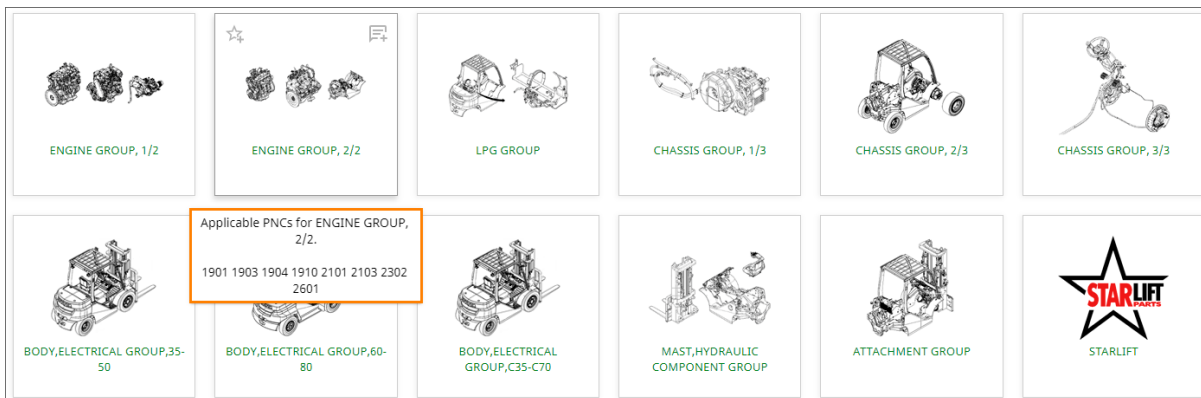 ENGINE GROUP, 1/2
ENGINE GROUP, 2/2
LPG GROUP
CHASSIS GROUP, 1/3
CHASSIS GROUP, 2/3
CHASSIS GROUP, 3/3
Applicable PNCs for ENGINE GROUP,
2/2.
1901 1903 1904 1910 2101 2103 2302
2601
BODY,ELECTRICAL GROUP,35-
50
BODY,ELECTRICAL GROUP,60-
80
BODY,ELECTRICAL
GROUP,C35-C70
MAST,HYDRAULIC
COMPONENT GROUP
ATTACHMENT GROUP
STARLIFT
PARTS
STARLIFT